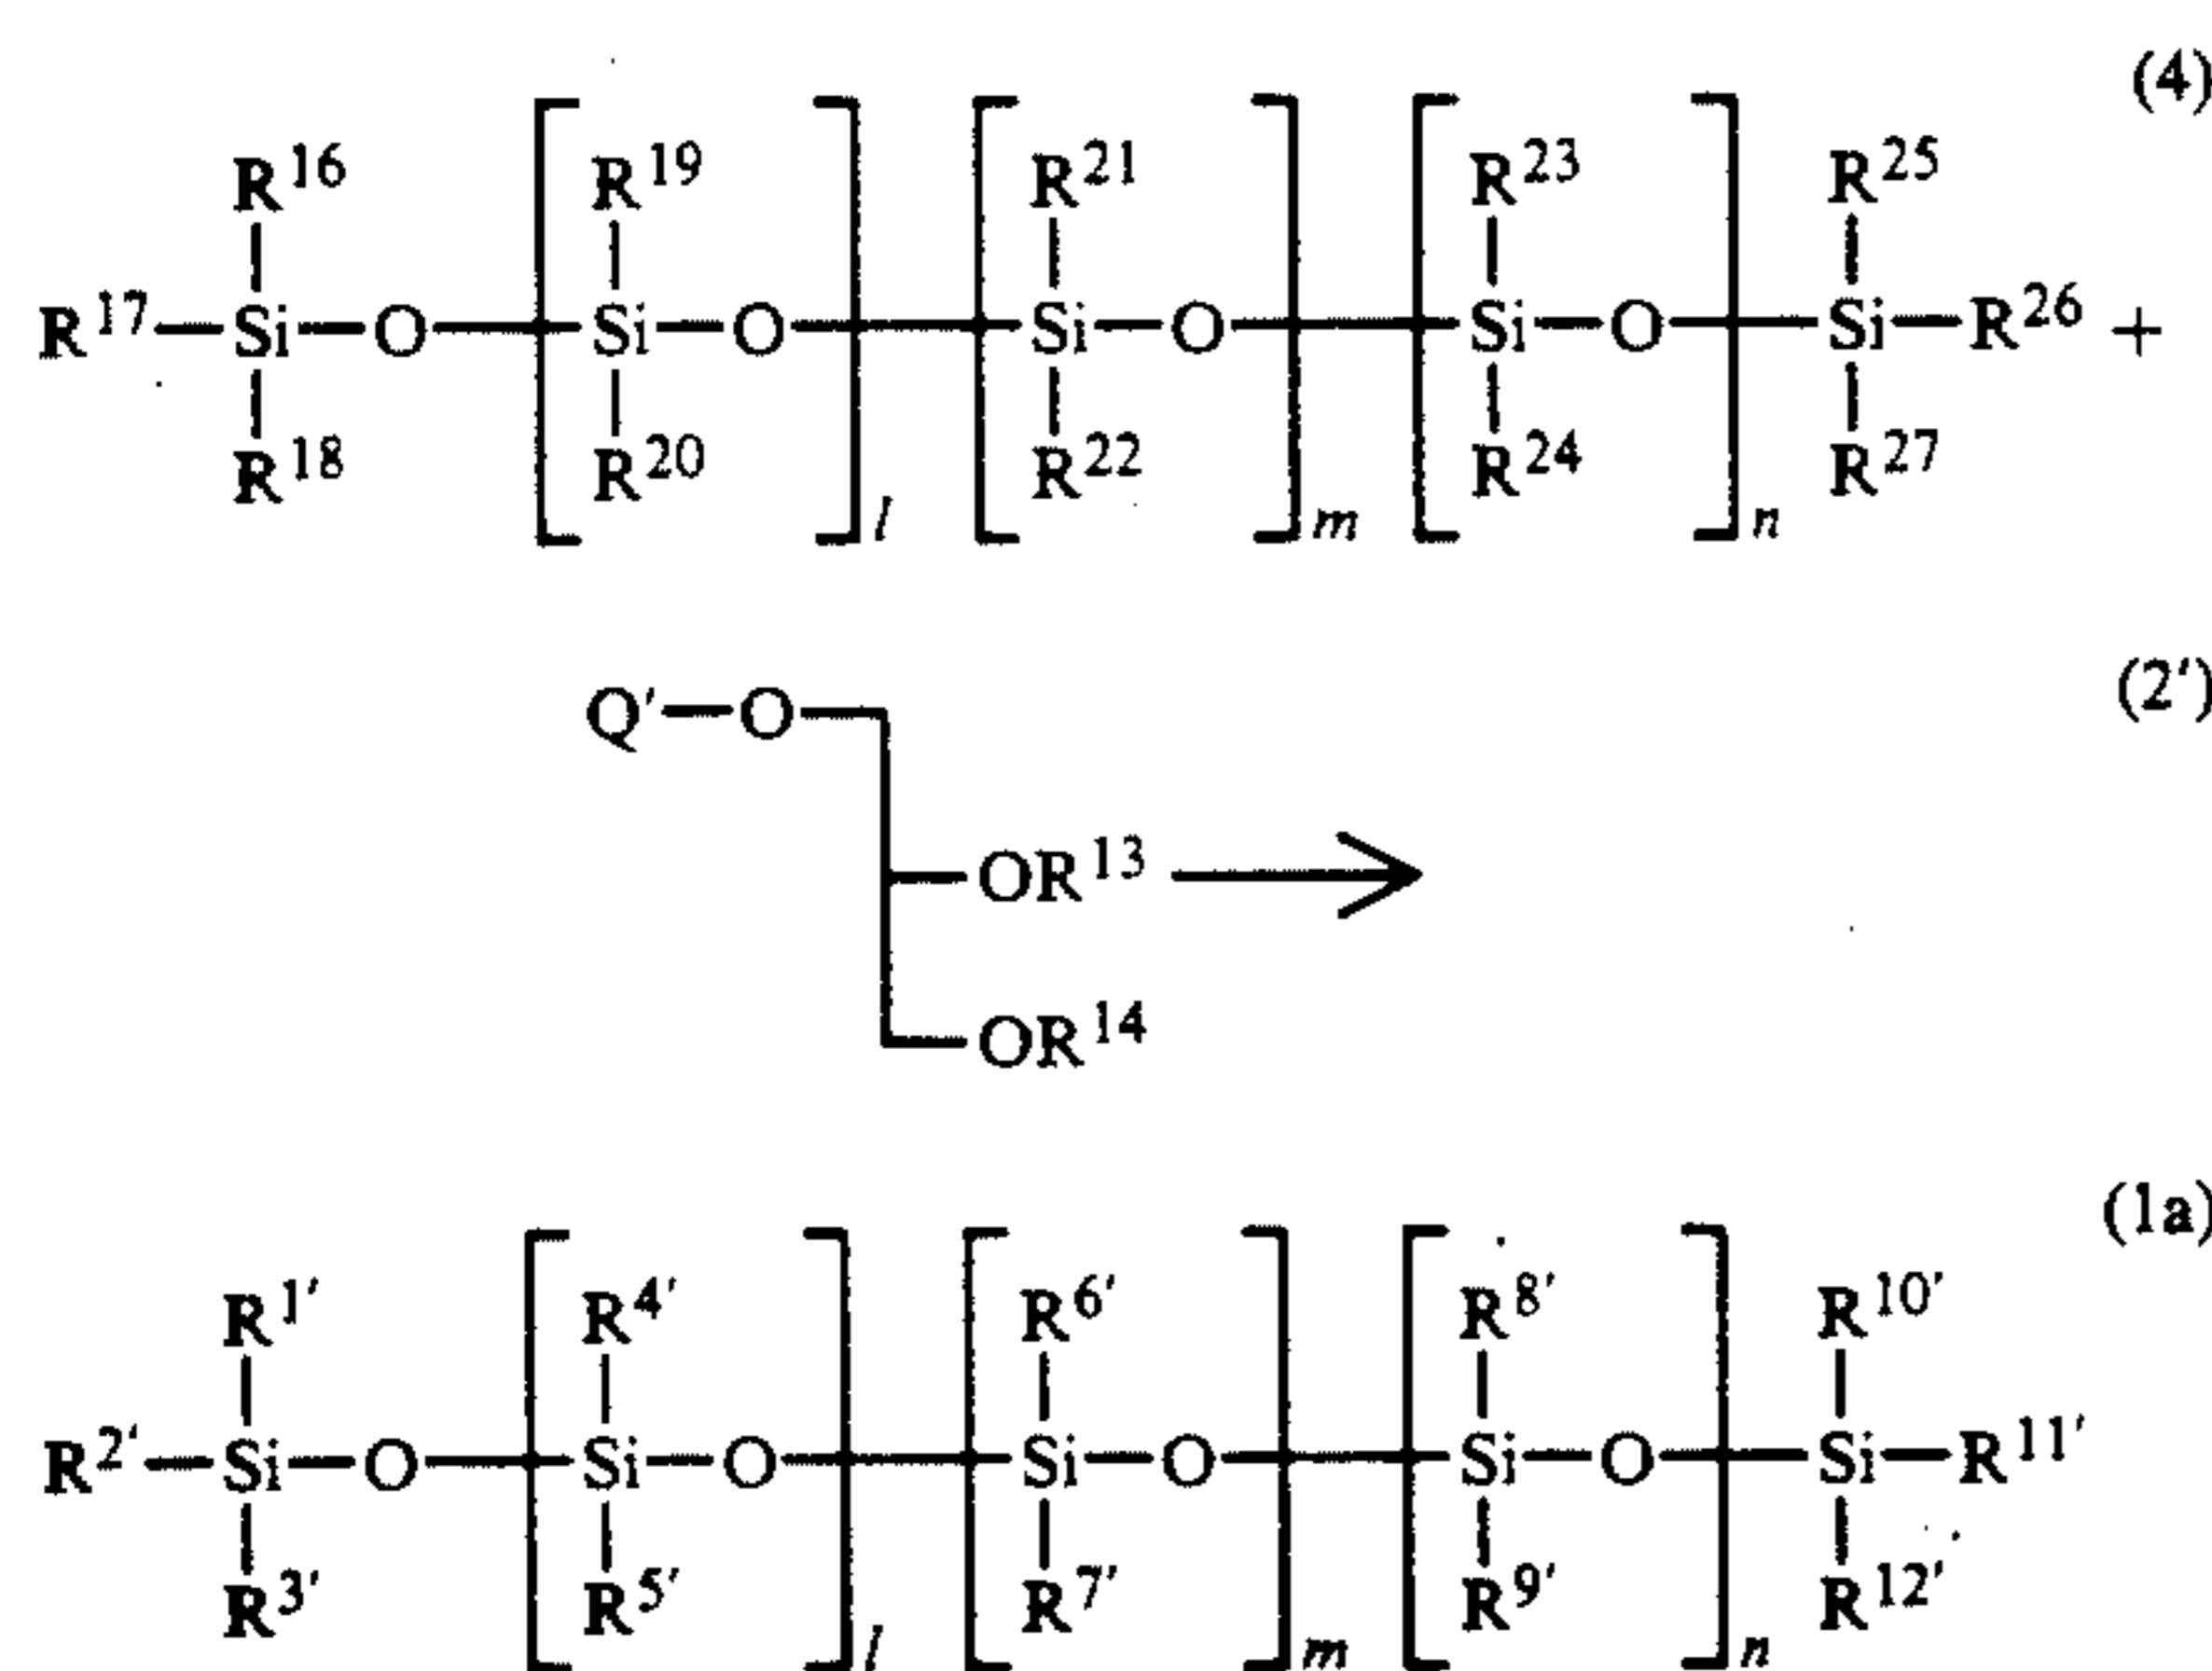 (4)
R16 R19 R21 R23 R25
R17—Si—O—[Si—O]l—[Si—O]m—[Si—O]n—Si—R26 +
R18 R20 R22 R24 R27
(2')
Q'—O
OR13 →
OR14
(1a)
R1' R4' R6' R8' R10'
R2'—Si—O—[Si—O]l—[Si—O]m—[Si—O]n—Si—R11'
R3' R5' R7' R9' R12'